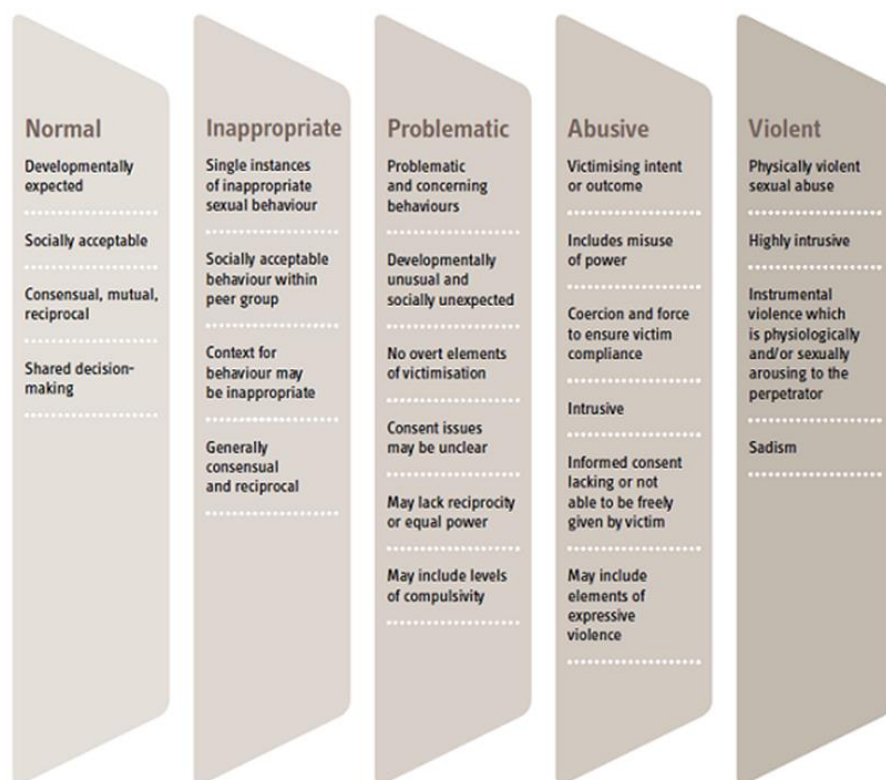 Normal
Developmentally
expected
Socially acceptable
Consensual, mutual,
reciprocal
Shared decision-
making
Inappropriate
Single instances
of inappropriate
sexual behaviour
Socially acceptable
behaviour within
peer group
Context for
behaviour may
be inappropriate
Generally
consensual
and reciprocal
Problematic
Problematic
and concerning
behaviours
Developmentally
unusual and
socially unexpected
No overt elements
of victimisation
Consent issues
may be unclear
May lack reciprocity
or equal power
May include levels
of compulsivity
Abusive
Victimising intent
or outcome
Includes misuse
of power
Coercion and force
to ensure victim
compliance
Intrusive
Informed consent
lacking or not
able to be freely
given by victim
May include
elements of
expressive
violence
Violent
Physically violent
sexual abuse
Highly intrusive
Instrumental
violence which
is physiologically
and/or sexually
arousing to the
perpetrator
Sadism